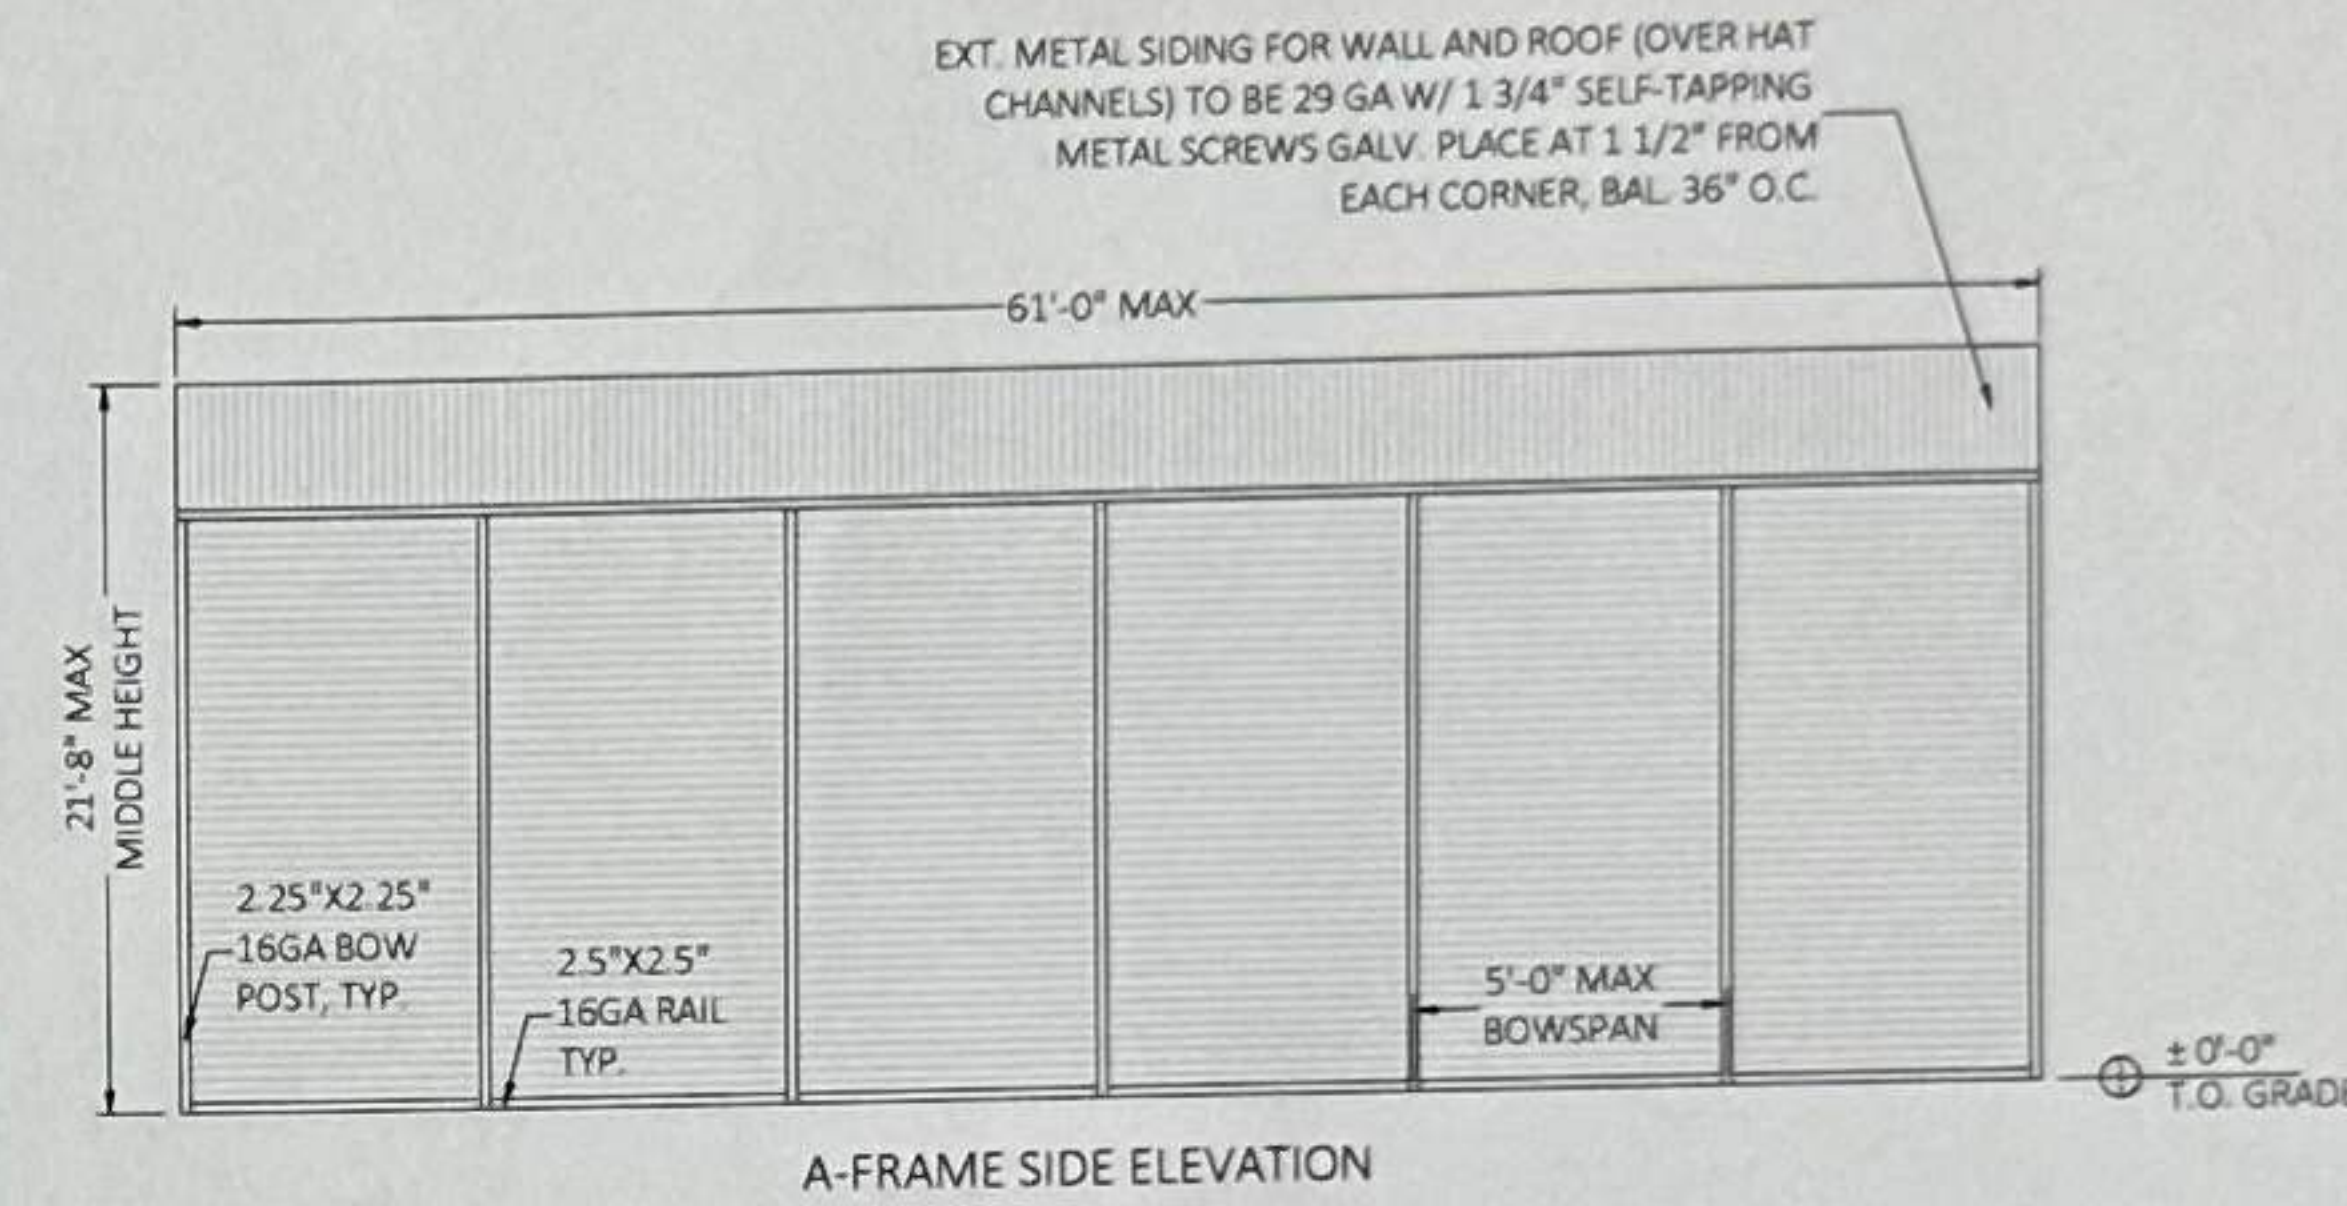 EXT. METAL SIDING FOR WALL AND ROOF (OVER HAT
CHANNELS) TO BE 29 GA W/ 1 3/4" SELF-TAPPING
METAL SCREWS GALV. PLACE AT 1 1/2" FROM
EACH CORNER, BAL. 36" O.C.
61'-0" MAX
21'-8" MAX
MIDDLE HEIGHT
2.25"X2.25"
16GA BOW
POST, TYP.
2.5"X2.5"
16GA RAIL
TYP.
5'-0" MAX
BOWSPAN
±0'-0"
T.O. GRADE
A-FRAME SIDE ELEVATION